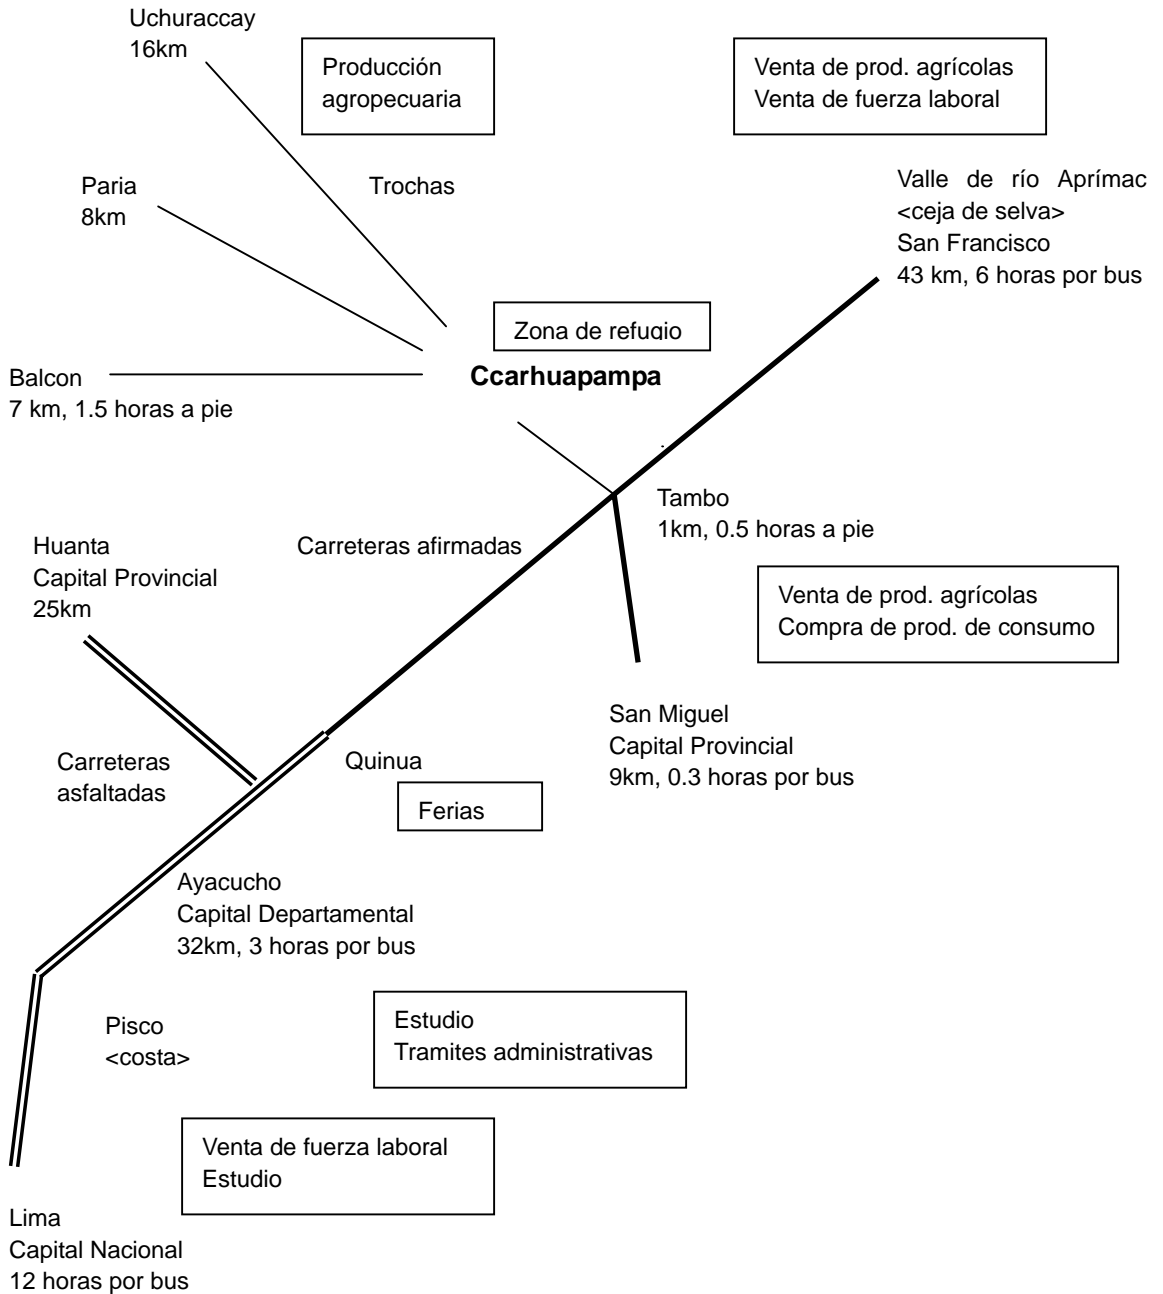 Uchuraccay
16km
Producción
agropecuaria
Venta de prod. agrícolas
Venta de fuerza laboral
Paria
8km
Trochas
Valle de río Aprímac
<ceja de selva>
San Francisco
43 km, 6 horas por bus
Zona de refugio
Ccarhuapampa
Balcon
7 km, 1.5 horas a pie
Tambo
1km, 0.5 horas a pie
Huanta
Capital Provincial
25km
Carreteras afirmadas
Venta de prod. agrícolas
Compra de prod. de consumo
San Miguel
Capital Provincial
9km, 0.3 horas por bus
Carreteras
asfaltadas
Quinua
Ferias
Ayacucho
Capital Departamental
32km, 3 horas por bus
Pisco
<costa>
Estudio
Tramites administrativas
Venta de fuerza laboral
Estudio
Lima
Capital Nacional
12 horas por bus